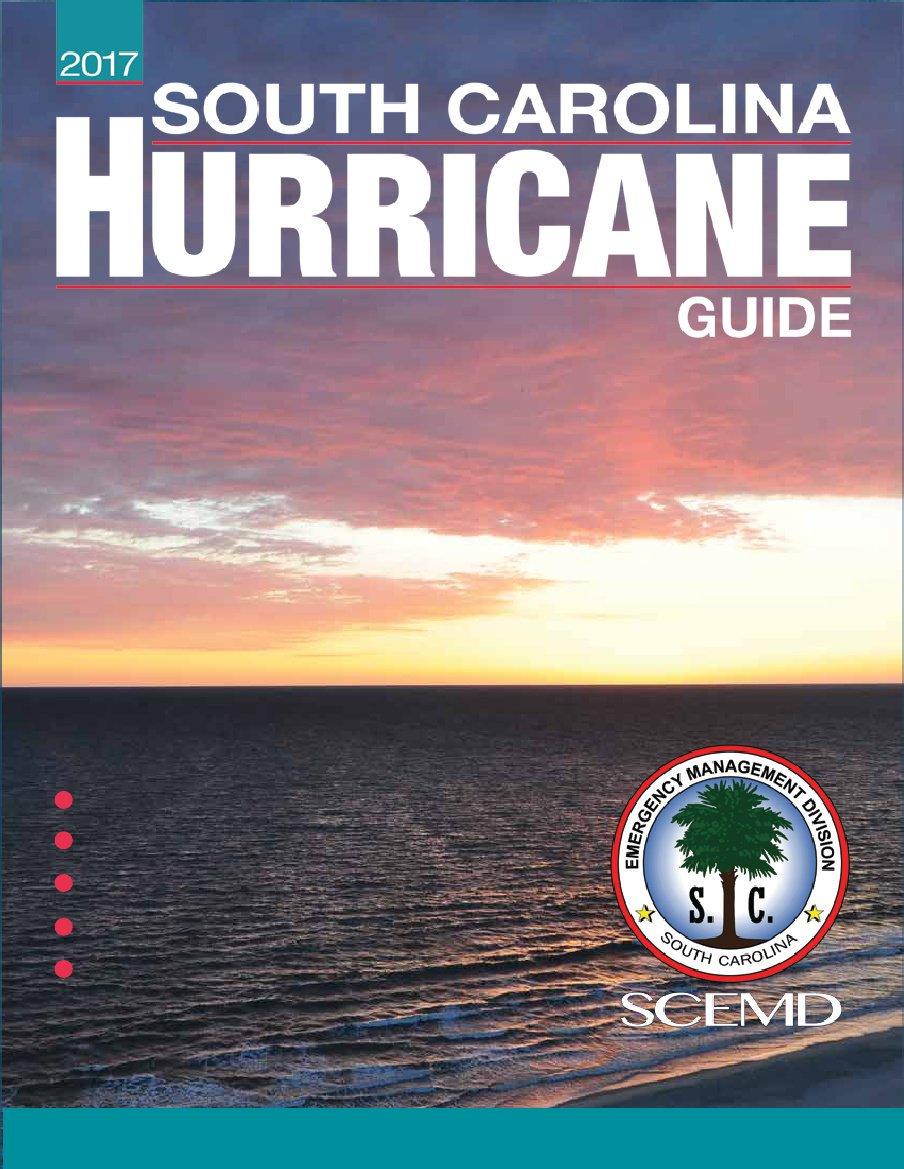 2017
SOUTH CAROLINA
HURRICANE
GUIDE
EMERGENCY MANAGEMENT DIVISION
S. C.
SOUTH CAROLINA
SCEMD